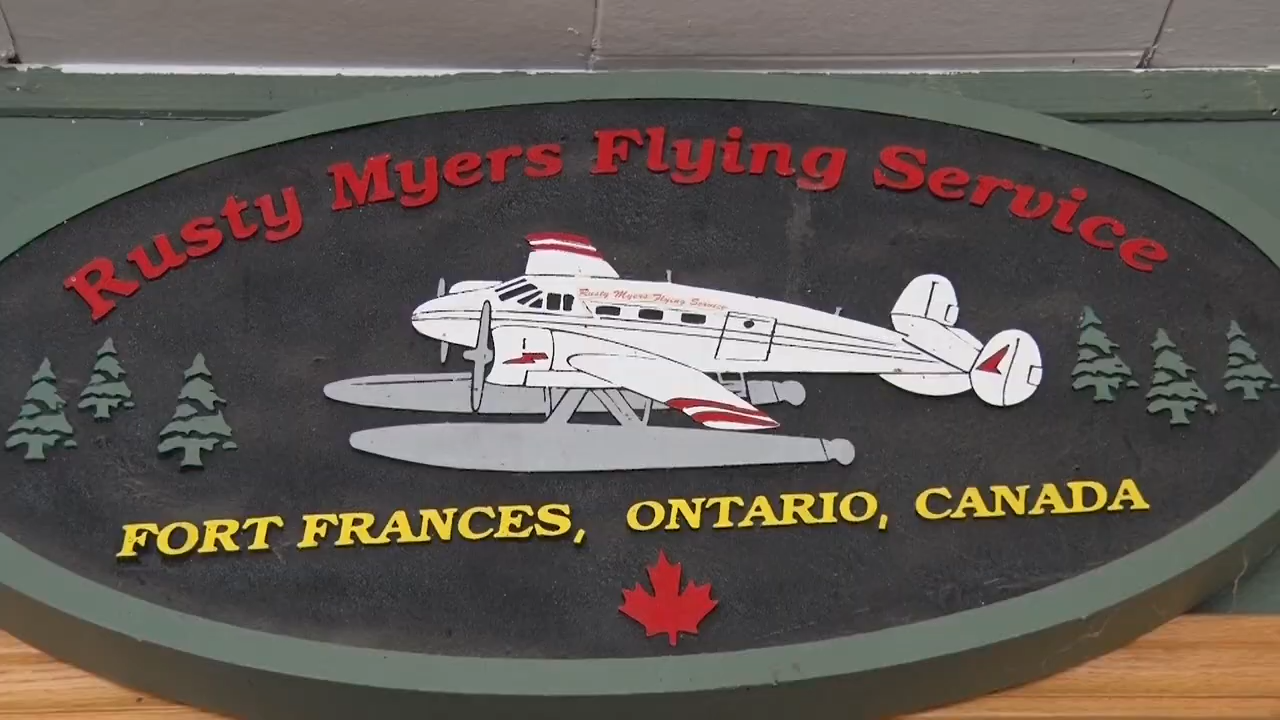 Rusty Myers Flying Service
Rusty Myers Flying Service
FORT FRANCES, ONTARIO, CANADA